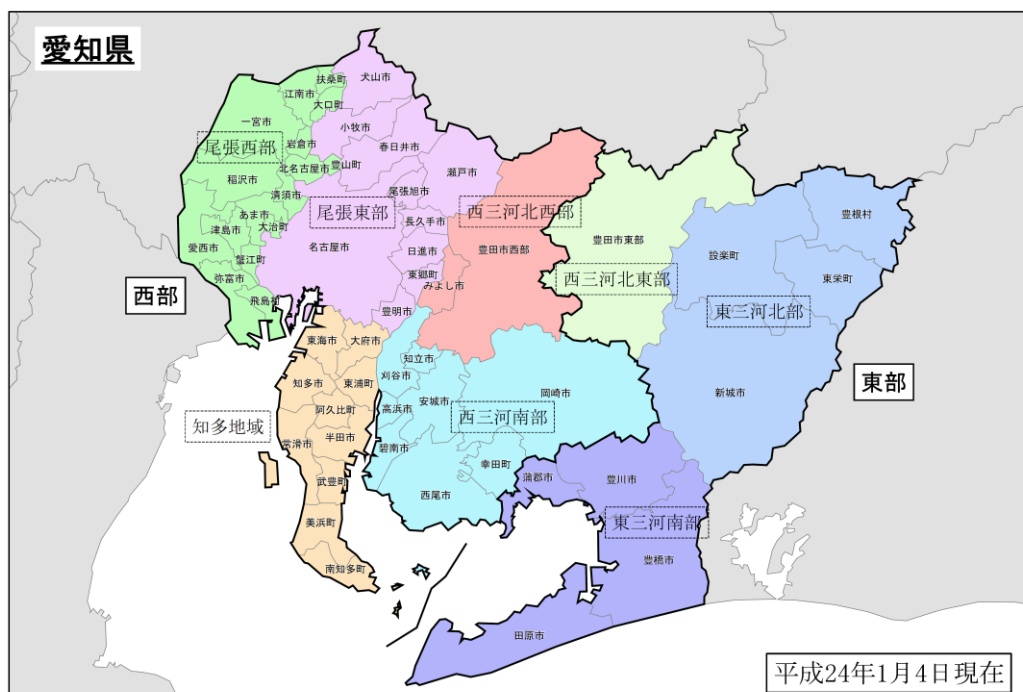 愛知県
扶桑町
犬山市
江南市
大口町
一宮市
小牧市
岩倉市
春日井市
尾張西部
豊山町
北名古屋市
瀬戸市
稲沢市
尾張旭市
清須市
あま市
尾張東部
西三河北西部
豊根村
津島市
大治町
長久手市
愛西市
名古屋市
日進市
豊田市西部
豊田市東部
設楽町
蟹江町
東郷町
西三河北東部
東栄町
弥富市
みよし市
西部
飛島村
豊明市
東三河北部
東海市
大府市
知立市
刈谷市
知多市
東浦町
岡崎市
東部
新城市
安城市
高浜市
阿久比町
西三河南部
知多地域
半田市
常滑市
碧南市
幸田町
蒲郡市
豊川市
武豊町
西尾市
美浜町
東三河南部
豊橋市
南知多町
田原市
平成24年1月4日現在